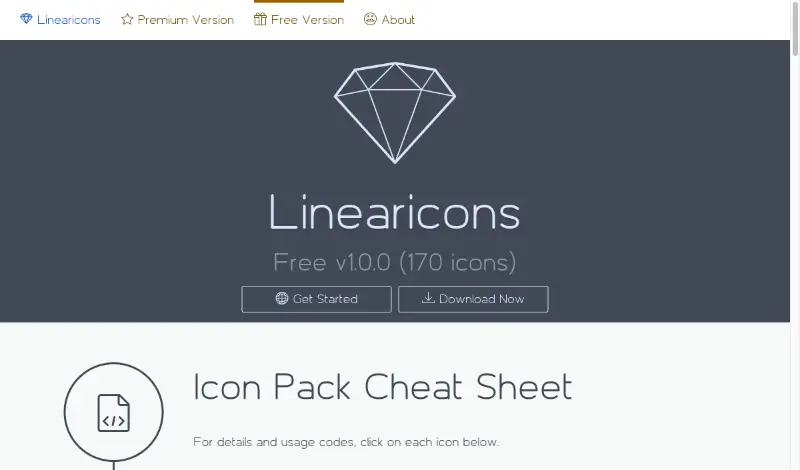 Linearicons Premium Version Free Version About
Linearicons
Free v1.0.0 (170 icons)
Get Started Download Now
Icon Pack Cheat Sheet
For details and usage codes, click on each icon below.